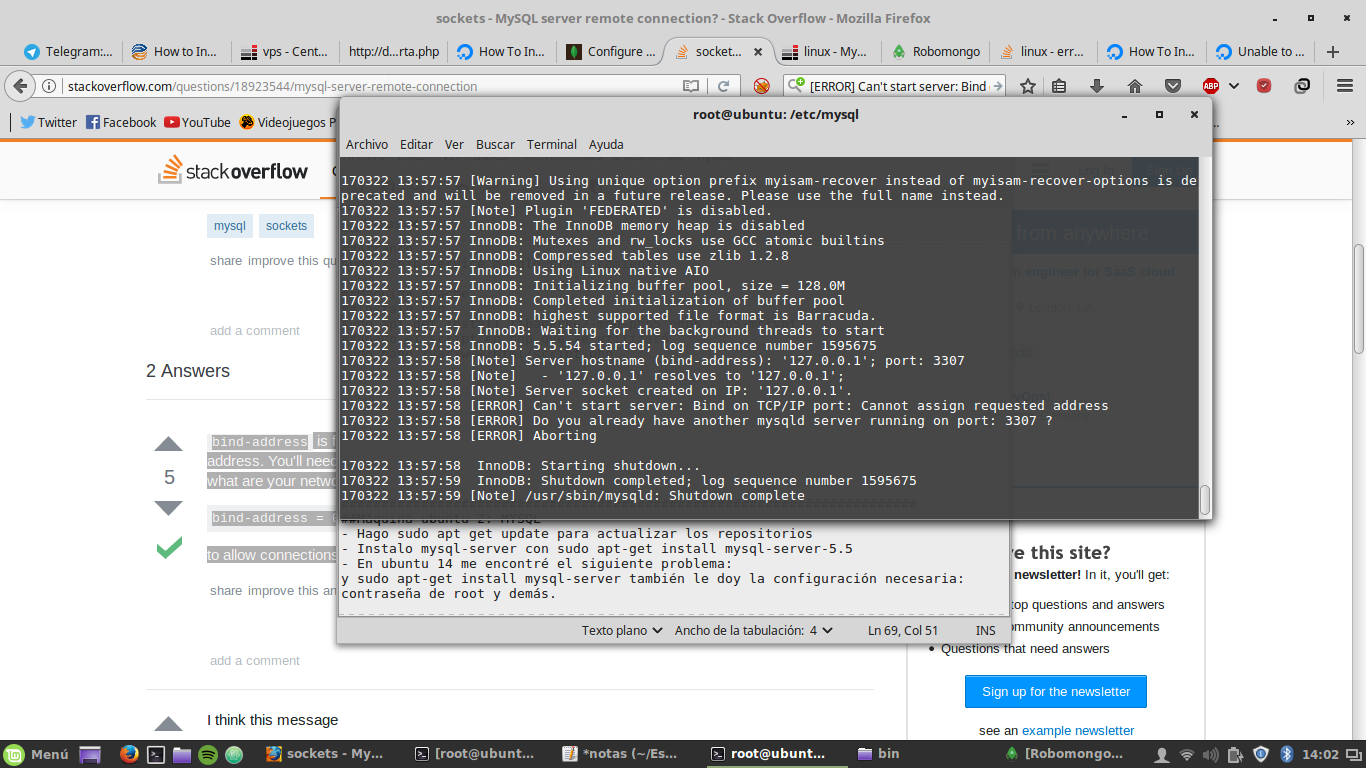 sockets - MySQL server remote connection? - Stack Overflow - Mozilla Firefox
Telegram:...
How to In...
vps - Cent...
http://d...rta.php
How To In...
Configure ...
socket...
linux - My...
Robomongo
linux - err...
How To In...
Unable to ...
stackoverflow.com/questions/18923544/mysql-server-remote-connection
[ERROR] Can't start server: Bind
ABP
Twitter
Facebook
YouTube
Videojuegos P
root@ubuntu: /etc/mysql
Archivo Editar Ver Buscar Terminal Ayuda
170322 13:57:57 [Warning] Using unique option prefix myisam-recover instead of myisam-recover-options is de
precated and will be removed in a future release. Please use the full name instead.
170322 13:57:57 [Note] Plugin 'FEDERATED' is disabled.
170322 13:57:57 InnoDB: The InnoDB memory heap is disabled
170322 13:57:57 InnoDB: Mutexes and rw_locks use GCC atomic builtins
170322 13:57:57 InnoDB: Compressed tables use zlib 1.2.8
170322 13:57:57 InnoDB: Using Linux native AIO
170322 13:57:57 InnoDB: Initializing buffer pool, size = 128.0M
170322 13:57:57 InnoDB: Completed initialization of buffer pool
170322 13:57:57 InnoDB: highest supported file format is Barracuda.
170322 13:57:57  InnoDB: Waiting for the background threads to start
170322 13:57:58 InnoDB: 5.5.54 started; log sequence number 1595675
170322 13:57:58 [Note] Server hostname (bind-address): '127.0.0.1'; port: 3307
170322 13:57:58 [Note]   - '127.0.0.1' resolves to '127.0.0.1';
170322 13:57:58 [Note] Server socket created on IP: '127.0.0.1'.
170322 13:57:58 [ERROR] Can't start server: Bind on TCP/IP port: Cannot assign requested address
170322 13:57:58 [ERROR] Do you already have another mysqld server running on port: 3307 ?
170322 13:57:58 [ERROR] Aborting
170322 13:57:58  InnoDB: Starting shutdown...
170322 13:57:59  InnoDB: Shutdown completed; log sequence number 1595675
170322 13:57:59 [Note] /usr/sbin/mysqld: Shutdown complete
stackoverflow
mysql
sockets
share improve this qu
add a comment
2 Answers
5
bind-address is
address. You'll need
what are your netwo
bind-address =
to allow connections
share improve this an
add a comment
I think this message
from anywhere
engineer for SaaS cloud
##Maquina ubuntu 2: MYSQL
- Hago sudo apt get update para actualizar los repositorios
- Instalo mysql-server con sudo apt-get install mysql-server-5.5
- En ubuntu 14 me encontré el siguiente problema:
y sudo apt-get install mysql-server también le doy la configuración necesaria:
contraseña de root y demás.
Texto plano
Ancho de la tabulación: 4
Ln 69, Col 51
INS
ve this site?
newsletter! In it, you'll get:
top questions and answers
mmunity announcements
Questions that need answers
Sign up for the newsletter
see an example newsletter
Menú
sockets - My...
[root@ubunt...
*notas (~/Es...
root@ubunt...
bin
[Robomongo...
14:02